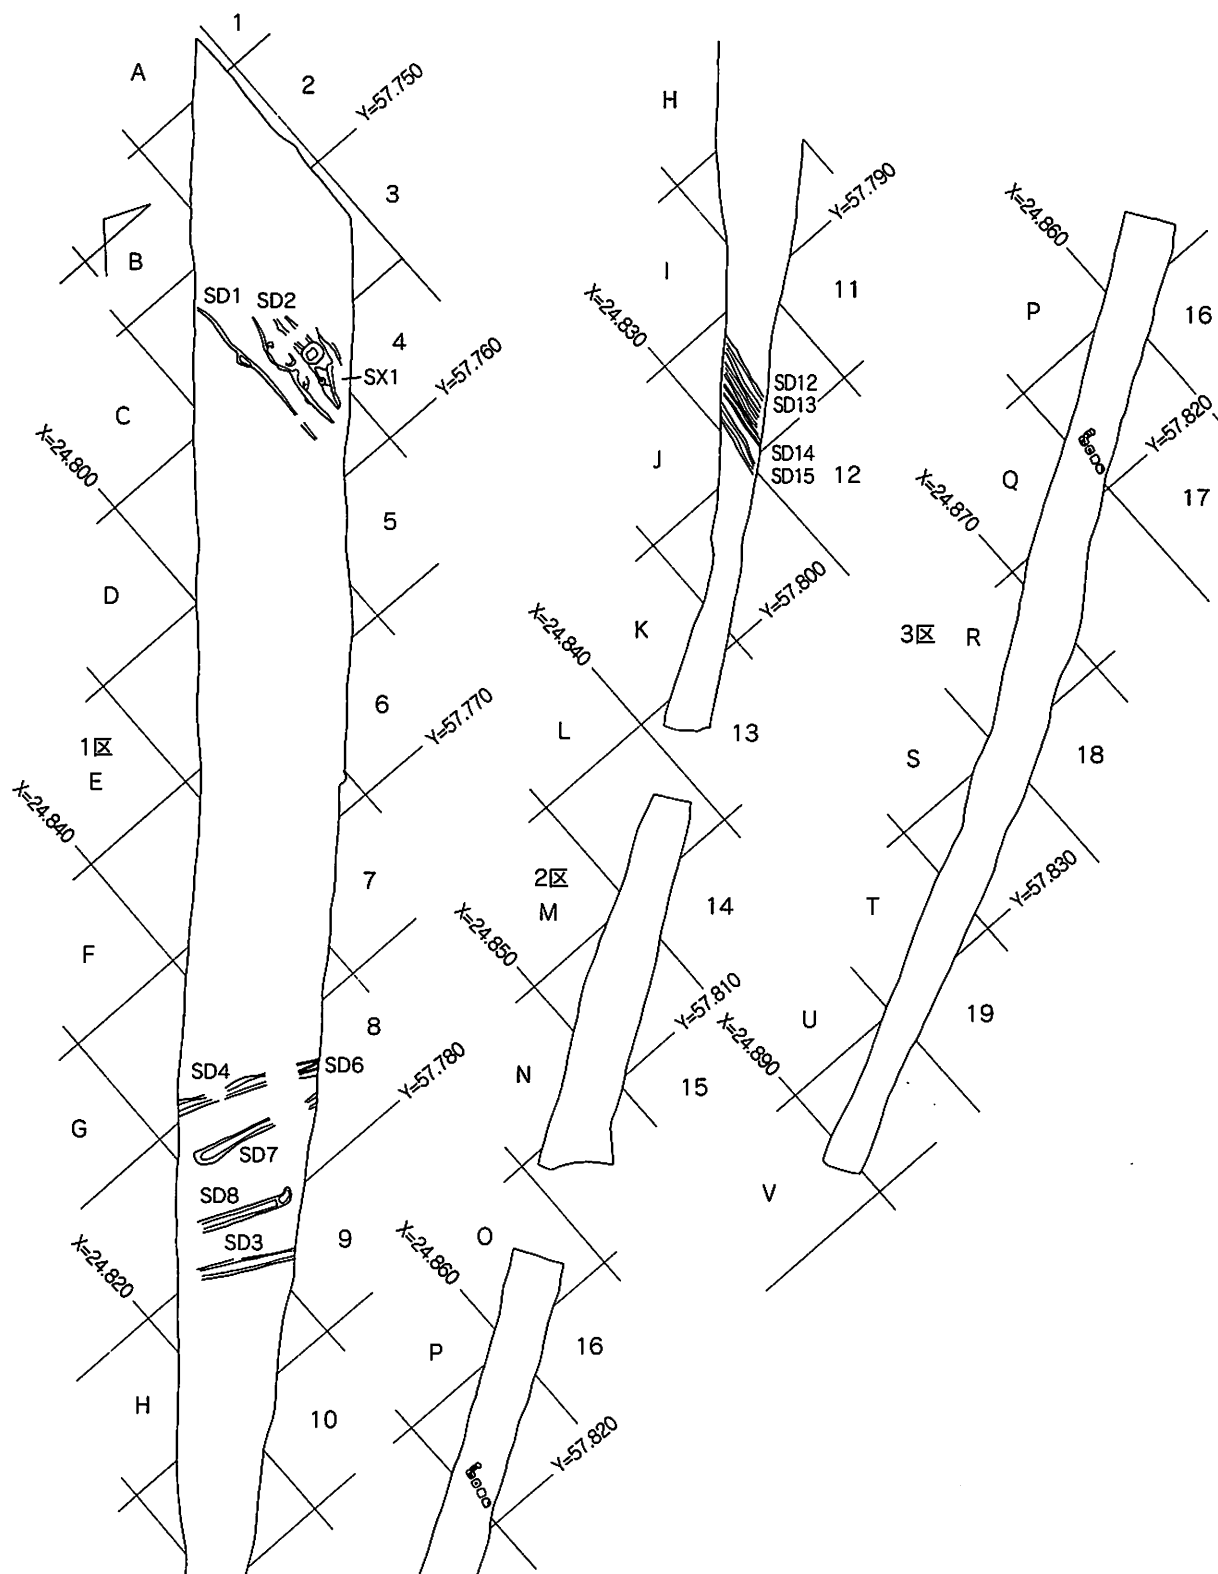 1
A
2
Y=57.750
3
B
SD1
SD2
4
SX1
Y=57.760
C
X=24.800
5
D
6
Y=57.770
1区
E
X=24.840
7
F
8
SD4
SD6
Y=57.780
G
SD7
SD8
SD3
9
X=24.820
H
10
H
Y=57.790
I
11
X=24.830
SD12
SD13
SD14
SD15
J
12
Y=57.800
K
X=24.840
L
13
2区
M
14
X=24.850
Y=57.810
N
15
O
X=24.860
P
16
Y=57.820
X=24.860
P
16
Y=57.820
Q
17
X=24.870
3区
R
S
18
T
Y=57.830
U
19
X=24.890
V